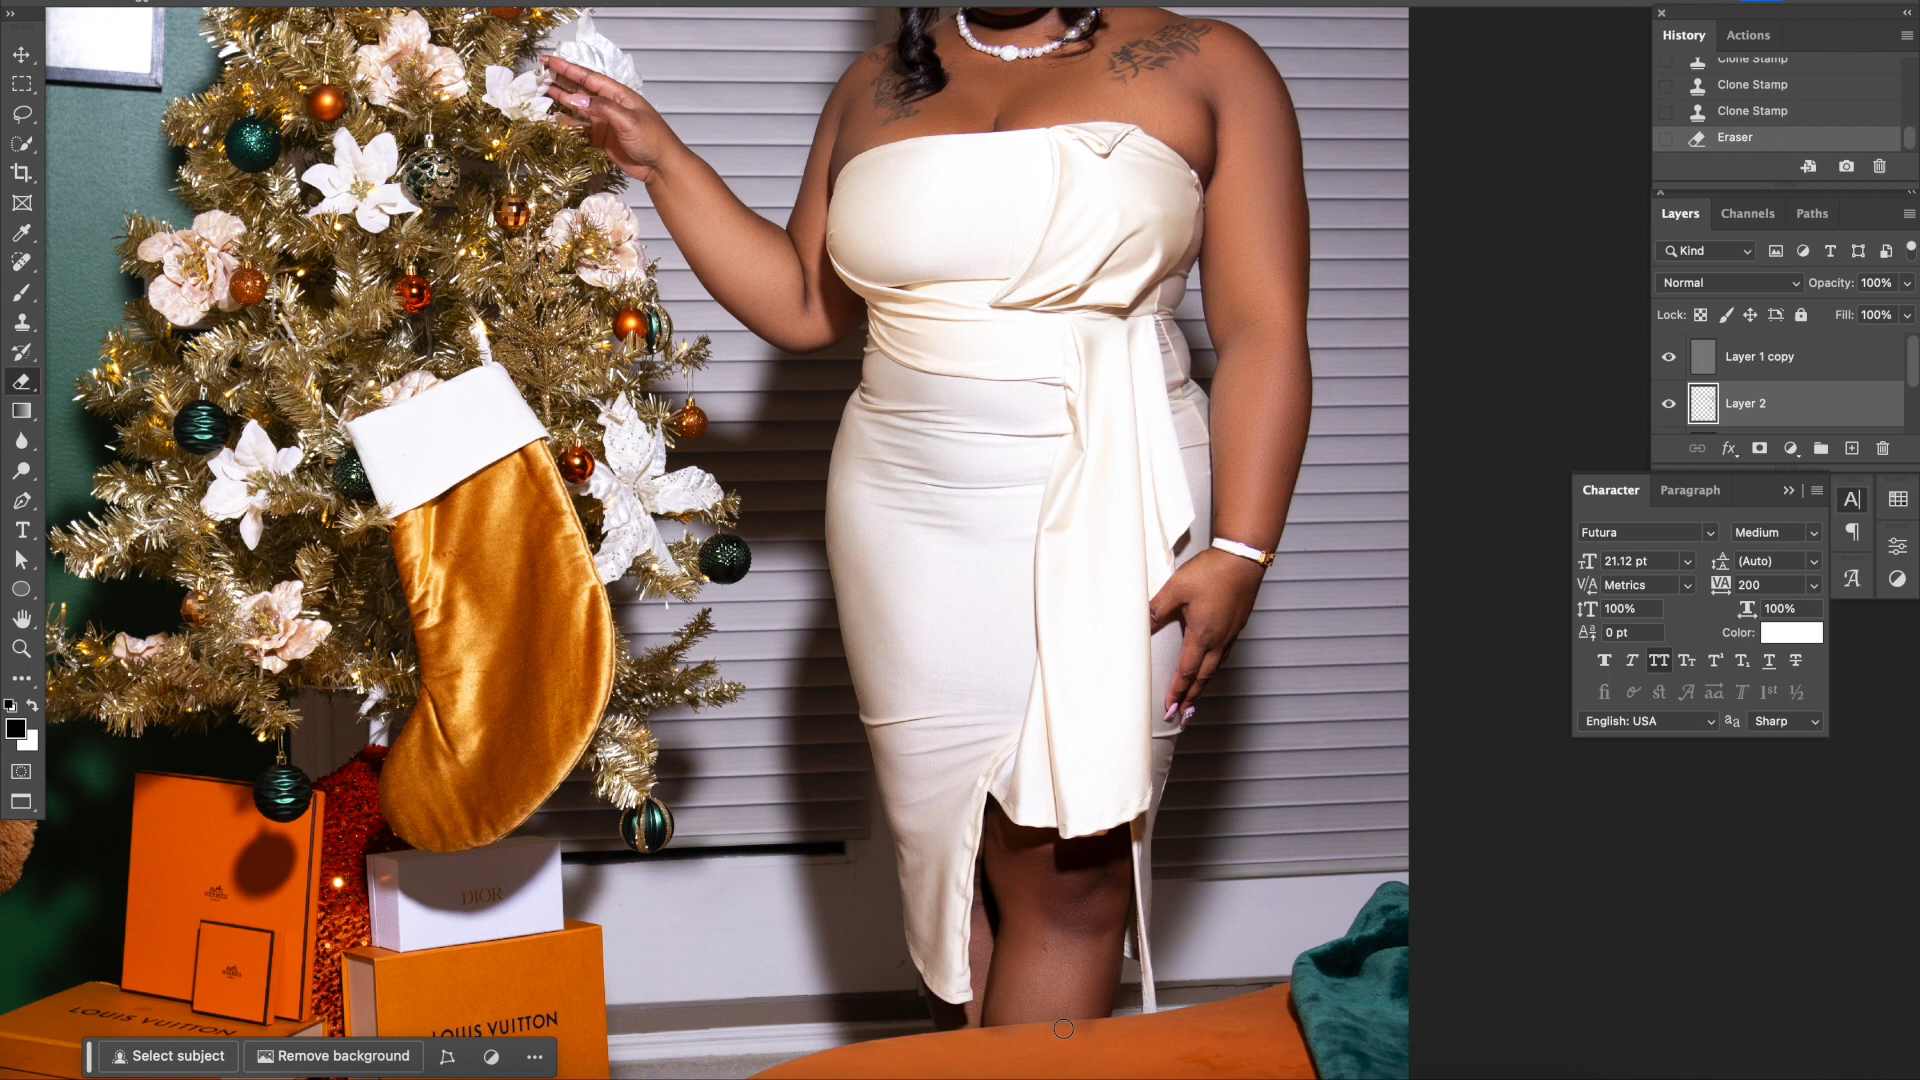 History Actions
Clone Stamp
Clone Stamp
Clone Stamp
Eraser
Layers Channels Paths
Kind
Normal Opacity: 100%
Lock: Fill: 100%
Layer 1 copy
Layer 2
Character Paragraph
Futura Medium
21.12 pt (Auto)
Metrics 200
100% 100%
0 pt Color:
English: USA Sharp
HERMES
DIOR
HERMES
LOUIS VUITTON
LOUIS VUITTON
Select subject Remove background